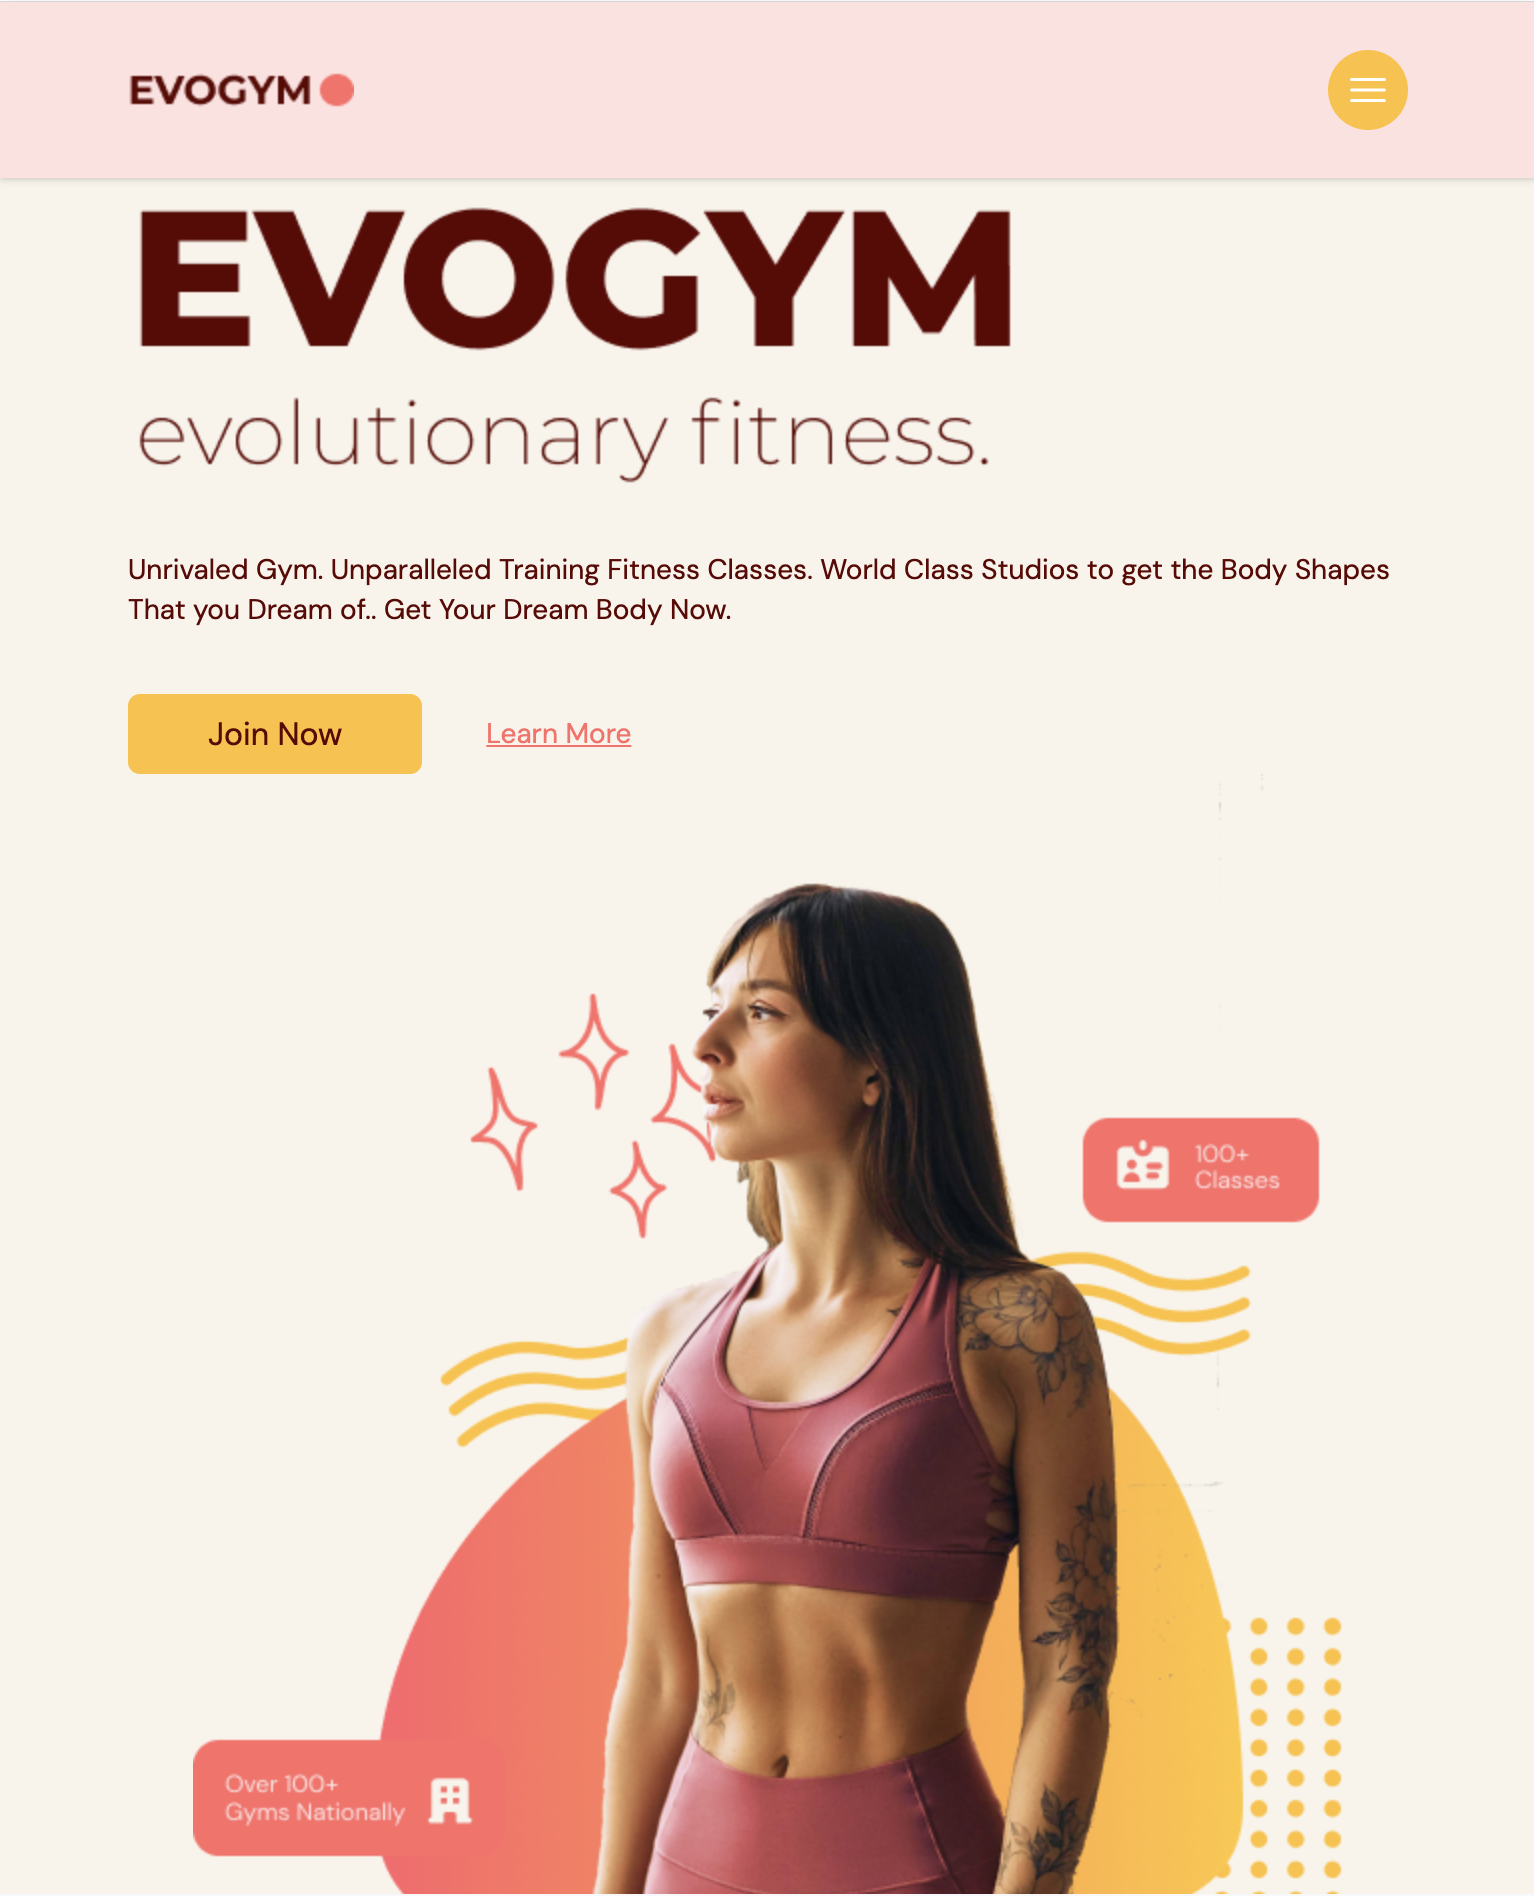 EVOGYM
EVOGYM
evolutionary fitness.
Unrivaled Gym. Unparalleled Training Fitness Classes. World Class Studios to get the Body Shapes
That you Dream of.. Get Your Dream Body Now.
Join Now
Learn More
100+
Classes
Over 100+
Gyms Nationally